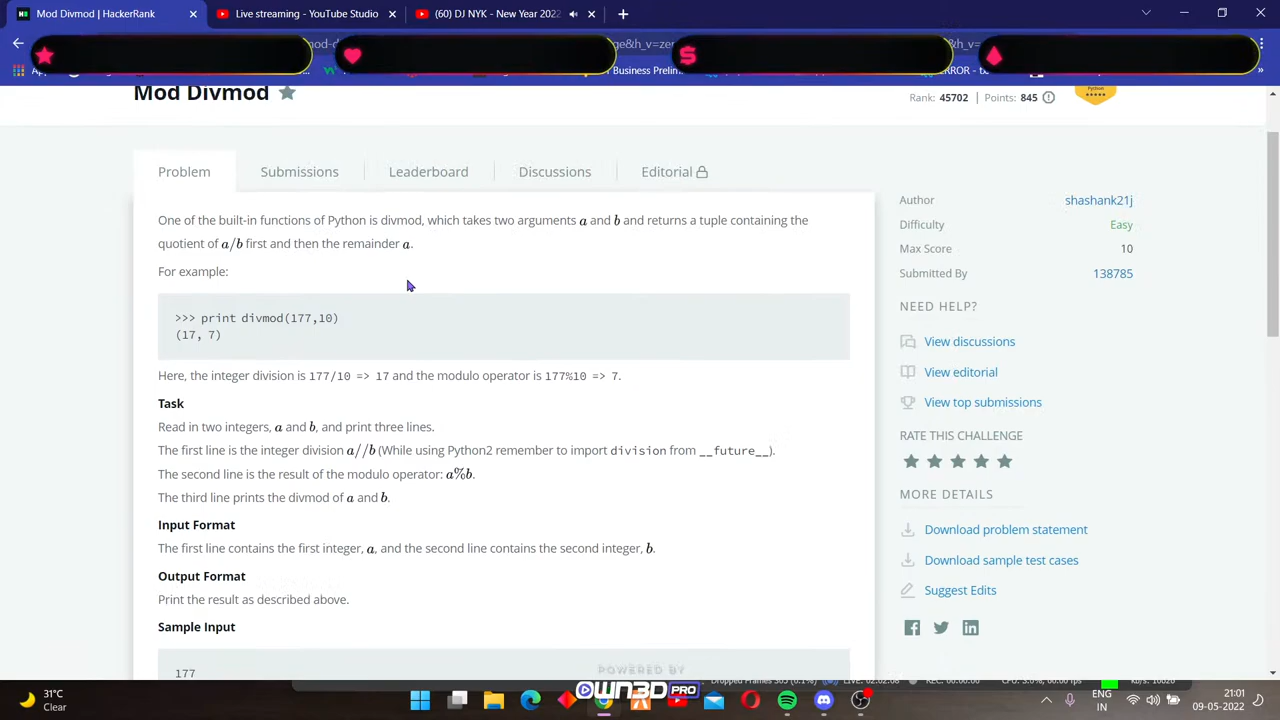 Mod Divmod | HackerRank
Live streaming - YouTube Studio
(60) DJ NYK - New Year 2022
Business Prelim
ERROR
Mod Divmod
Rank: 45702 | Points: 845
Problem
Submissions
Leaderboard
Discussions
Editorial
One of the built-in functions of Python is divmod, which takes two arguments a and b and returns a tuple containing the
quotient of a/b first and then the remainder a.
For example:
>>> print divmod(177,10)
(17, 7)
Here, the integer division is 177/10 => 17 and the modulo operator is 177%10 => 7.
Task
Read in two integers, a and b, and print three lines.
The first line is the integer division a//b (While using Python2 remember to import division from __future__).
The second line is the result of the modulo operator: a%b.
The third line prints the divmod of a and b.
Input Format
The first line contains the first integer, a, and the second line contains the second integer, b.
Output Format
Print the result as described above.
Sample Input
177
Author
shashank21j
Difficulty
Easy
Max Score
10
Submitted By
138785
NEED HELP?
View discussions
View editorial
View top submissions
RATE THIS CHALLENGE
MORE DETAILS
Download problem statement
Download sample test cases
Suggest Edits
POWERED BY
OWN3D PRO
31°C
Clear
ENG
IN
21:01
09-05-2022